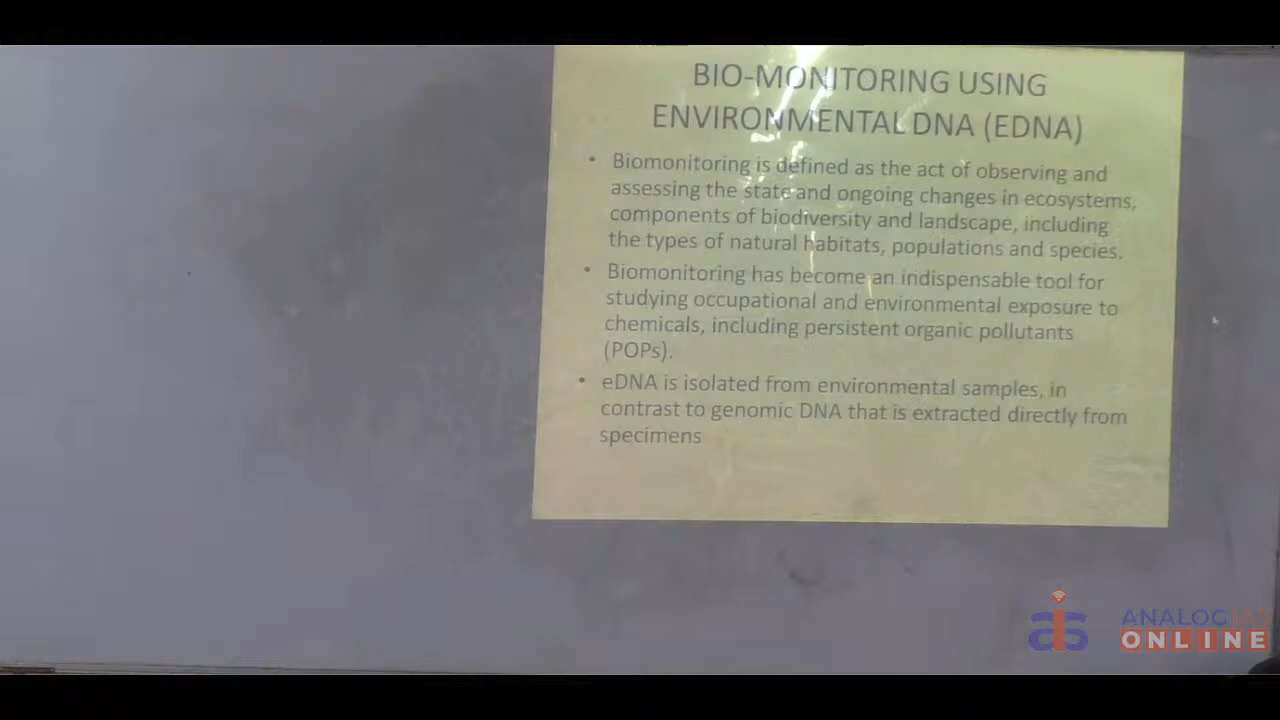 BIO-MONITORING USING
ENVIRONMENTAL DNA (EDNA)
• Biomonitoring is defined as the act of observing and
assessing the state and ongoing changes in ecosystems,
components of biodiversity and landscape, including
the types of natural habitats, populations and species.
• Biomonitoring has become an indispensable tool for
studying occupational and environmental exposure to
chemicals, including persistent organic pollutants
(POPs).
• eDNA is isolated from environmental samples, in
contrast to genomic DNA that is extracted directly from
specimens
ais
ANALOG IAS
ONLINE